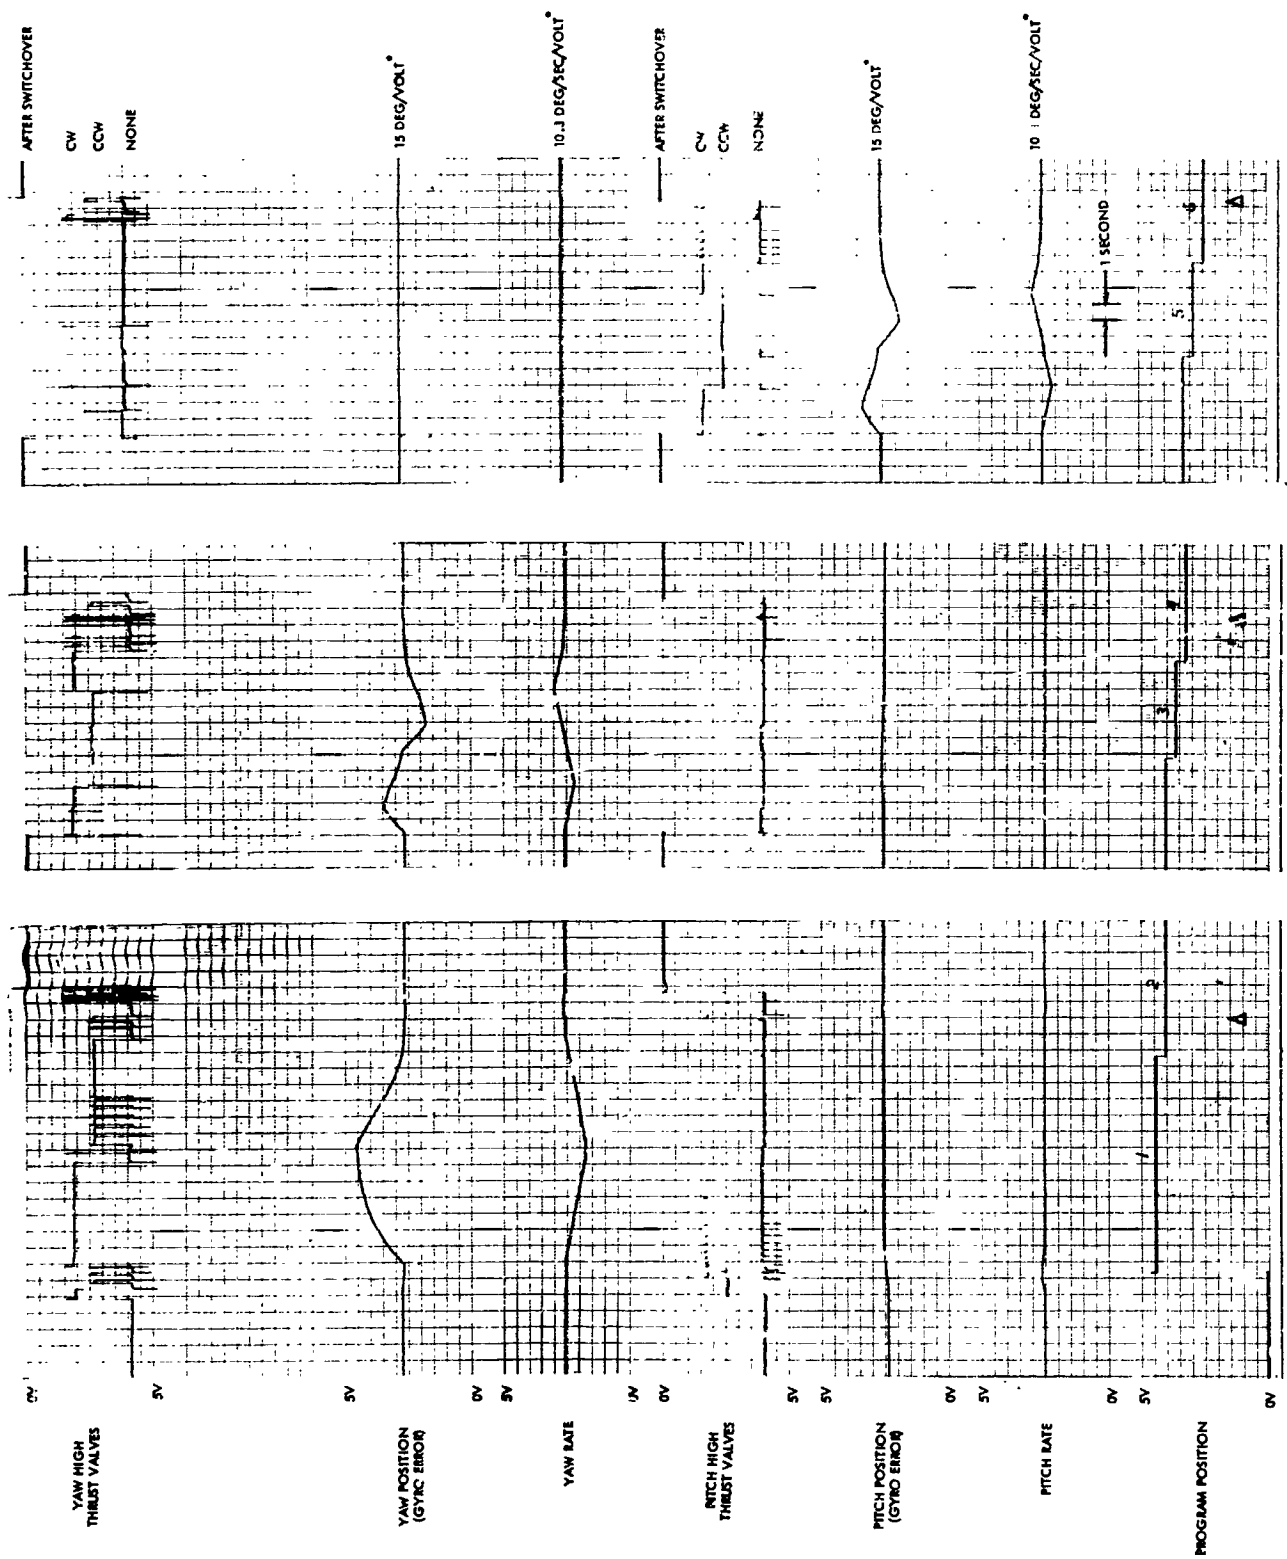 AFTER SWITCHOVER
CW
CCW
NONE
15 DEG/VOLT*
10.3 DEG/SEC/VOLT*
AFTER SWITCHOVER
CW
CCW
NONE
15 DEG/VOLT*
DEG/SEC/VOLT*
1 SECOND
5
6
3
4
1
2
0V
5V
5V
0V
5V
0V
0V
5V
5V
0V
5V
0V
5V
0V
YAW HIGH
THRUST VALVES
YAW POSITION
(GYRO ERROR)
YAW RATE
PITCH HIGH
THRUST VALVES
PITCH POSITION
(GYRO ERROR)
PITCH RATE
PROGRAM POSITION